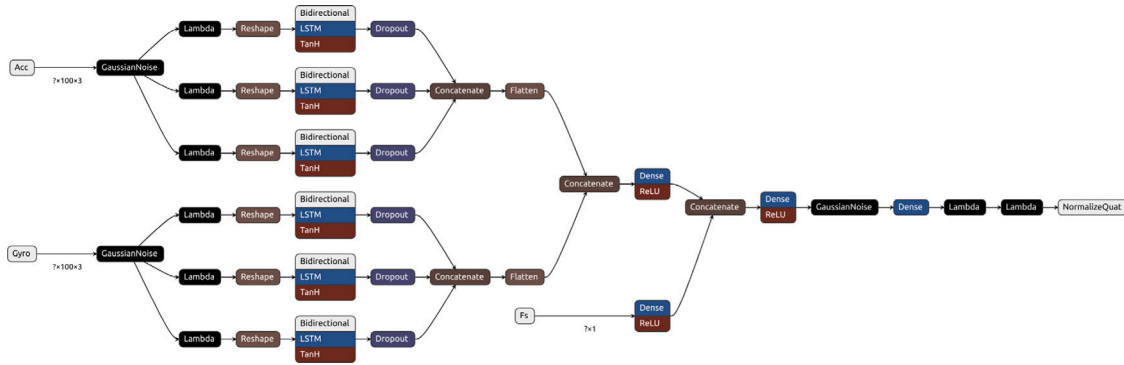 Bidirectional
Lambda Reshape LSTM Dropout
TanH
Acc GaussianNoise
?×100×3
Bidirectional
Lambda Reshape LSTM Dropout Concatenate Flatten
TanH
Bidirectional
Lambda Reshape LSTM Dropout
TanH
Concatenate Dense
ReLU
Concatenate Dense GaussianNoise Dense Lambda Lambda NormalizeQuat
ReLU
Bidirectional
Lambda Reshape LSTM Dropout
TanH
Gyro GaussianNoise
?×100×3
Bidirectional
Lambda Reshape LSTM Dropout Concatenate Flatten
TanH
Fs Dense
?×1 ReLU
Bidirectional
Lambda Reshape LSTM Dropout
TanH